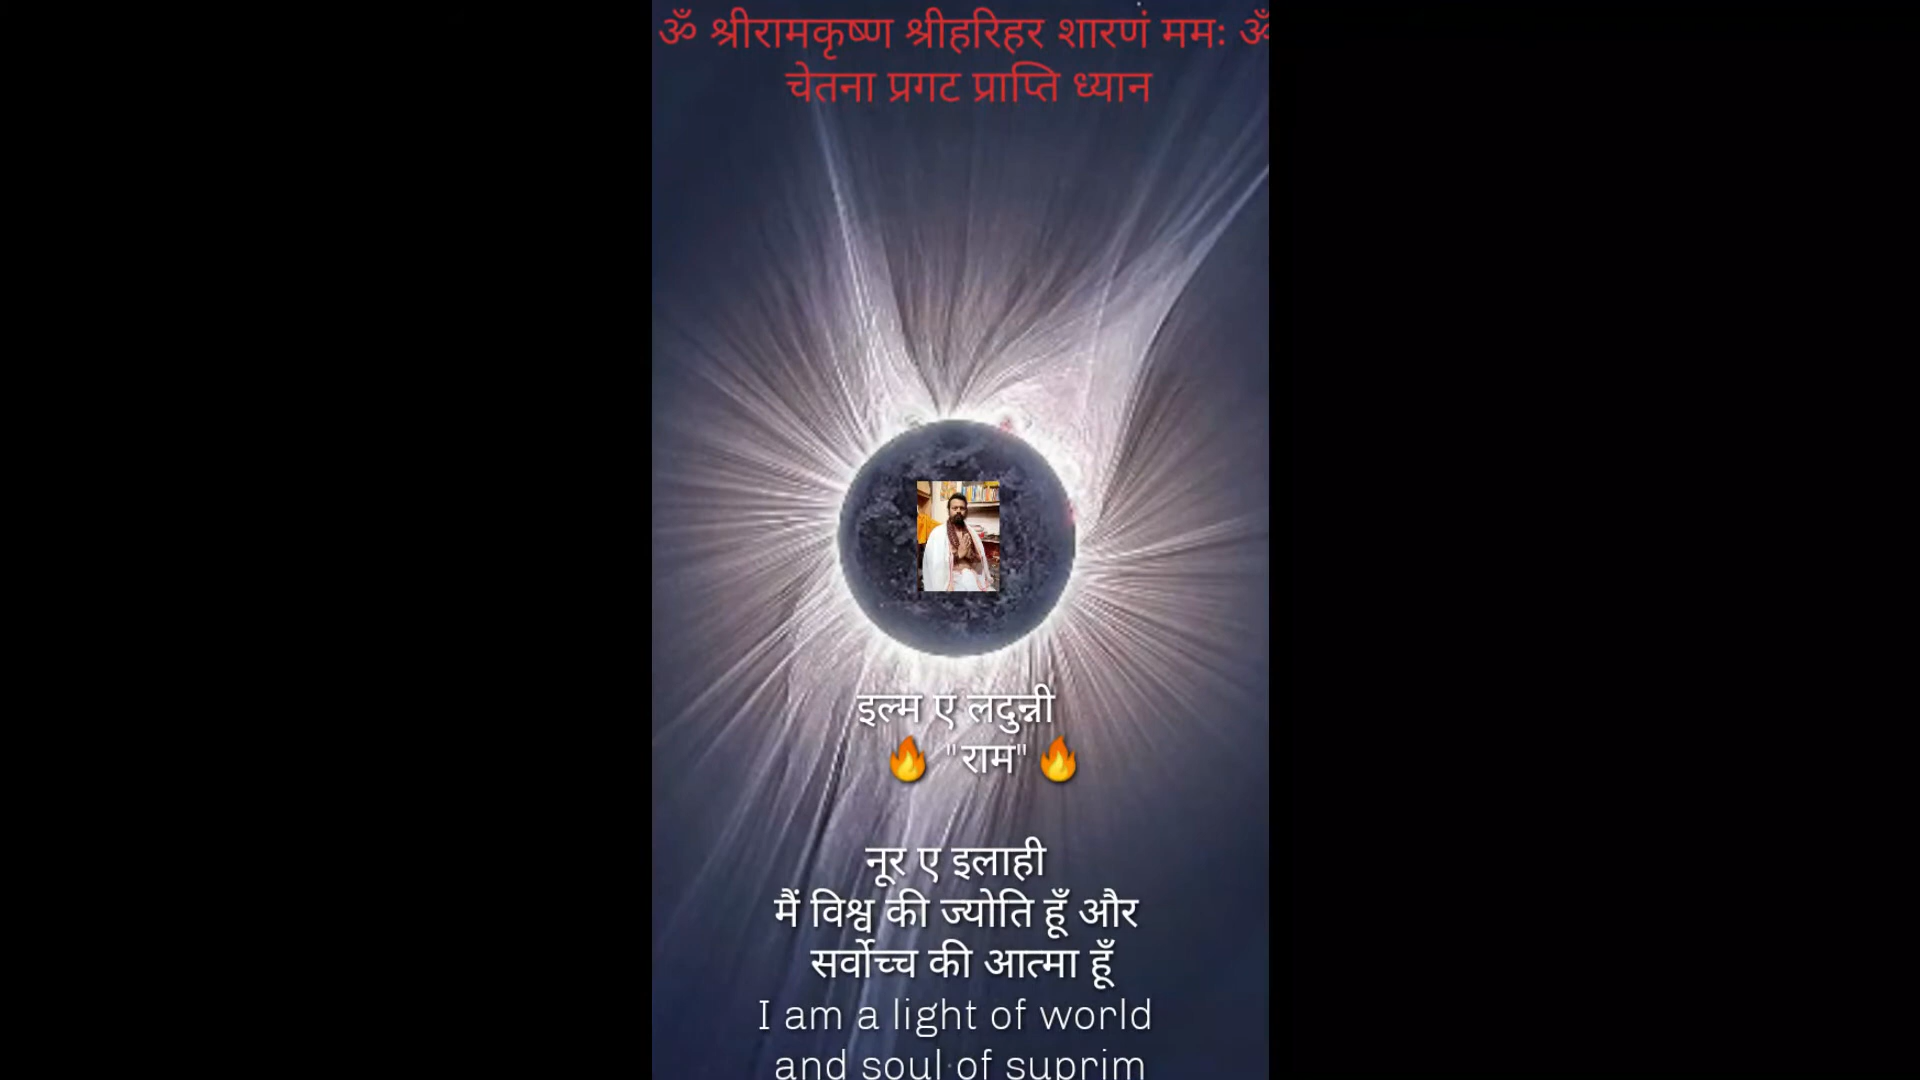 ॐ श्रीरामकृष्ण श्रीहरिहर शारणं ममः ॐ
चेतना प्रगट प्राप्ति ध्यान
इल्म ए लदुन्नी
🔥 "राम" 🔥
नूर ए इलाही
मैं विश्व की ज्योति हूँ और
सर्वोच्च की आत्मा हूँ
I am a light of world
and soul of suprim